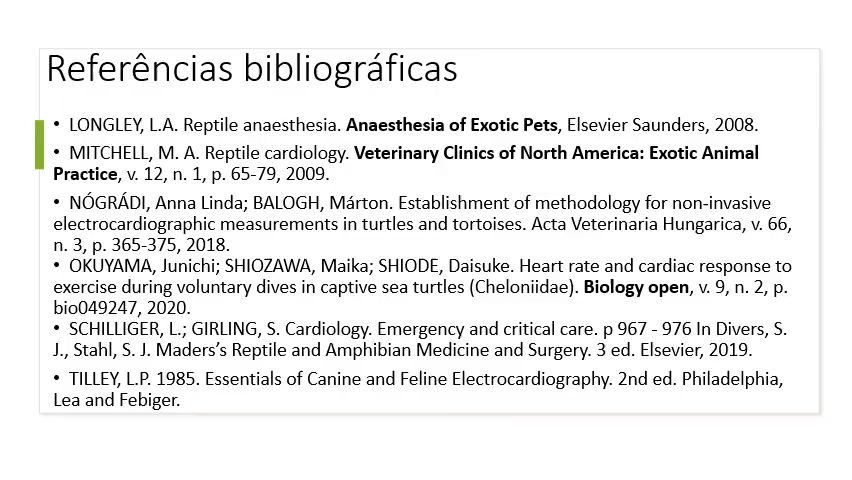 Referências bibliográficas
• LONGLEY, L.A. Reptile anaesthesia. Anaesthesia of Exotic Pets, Elsevier Saunders, 2008.
• MITCHELL, M. A. Reptile cardiology. Veterinary Clinics of North America: Exotic Animal
Practice, v. 12, n. 1, p. 65-79, 2009.
• NÓGRÁDI, Anna Linda; BALOGH, Márton. Establishment of methodology for non-invasive
electrocardiographic measurements in turtles and tortoises. Acta Veterinaria Hungarica, v. 66,
n. 3, p. 365-375, 2018.
• OKUYAMA, Junichi; SHIOZAWA, Maika; SHIODE, Daisuke. Heart rate and cardiac response to
exercise during voluntary dives in captive sea turtles (Cheloniidae). Biology open, v. 9, n. 2, p.
bio049247, 2020.
• SCHILLIGER, L.; GIRLING, S. Cardiology. Emergency and critical care. p 967 - 976 In Divers, S.
J., Stahl, S. J. Maders’s Reptile and Amphibian Medicine and Surgery. 3 ed. Elsevier, 2019.
• TILLEY, L.P. 1985. Essentials of Canine and Feline Electrocardiography. 2nd ed. Philadelphia,
Lea and Febiger.